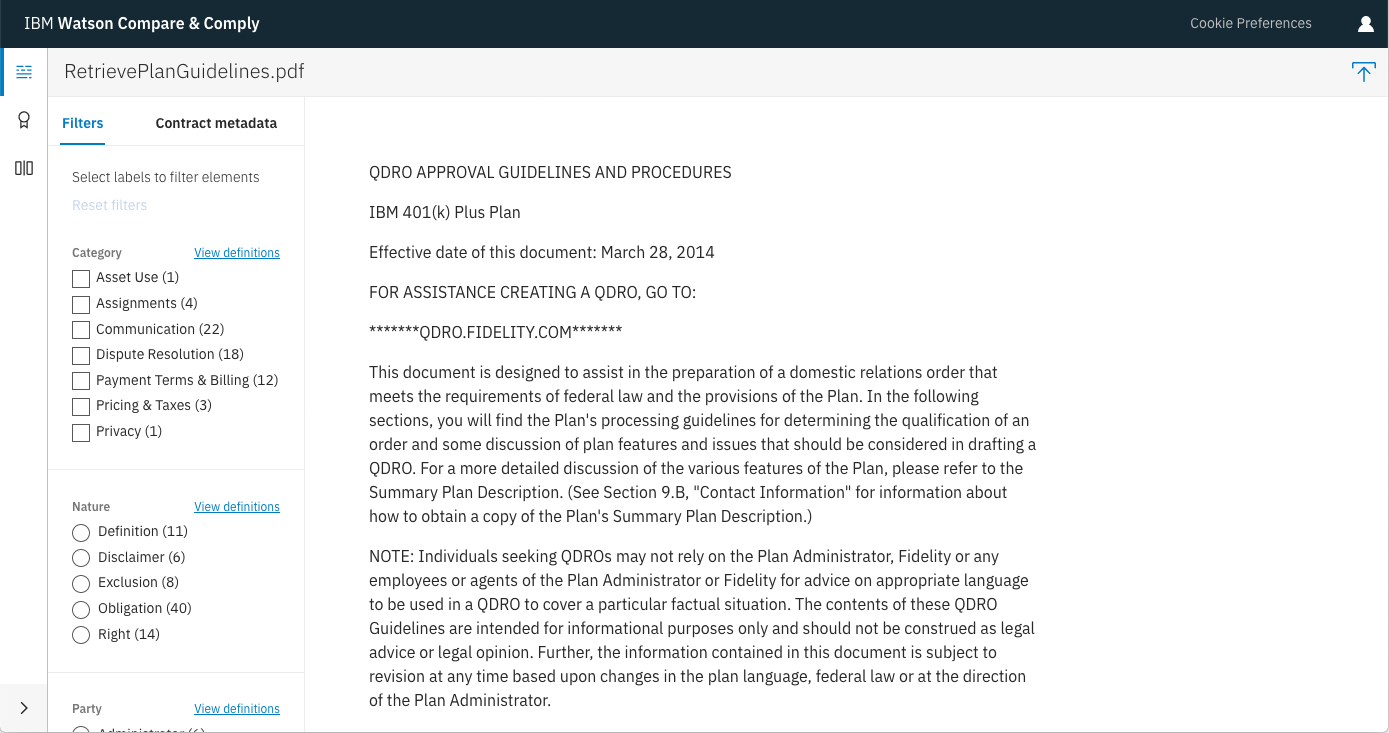 IBM Watson Compare & Comply
Cookie Preferences
RetrievePlanGuidelines.pdf
Filters
Contract metadata
Select labels to filter elements
Reset filters
Category
View definitions
Asset Use (1)
Assignments (4)
Communication (22)
Dispute Resolution (18)
Payment Terms & Billing (12)
Pricing & Taxes (3)
Privacy (1)
Nature
View definitions
Definition (11)
Disclaimer (6)
Exclusion (8)
Obligation (40)
Right (14)
Party
View definitions
QDRO APPROVAL GUIDELINES AND PROCEDURES
IBM 401(k) Plus Plan
Effective date of this document: March 28, 2014
FOR ASSISTANCE CREATING A QDRO, GO TO:
*******QDRO.FIDELITY.COM*******
This document is designed to assist in the preparation of a domestic relations order that
meets the requirements of federal law and the provisions of the Plan. In the following
sections, you will find the Plan's processing guidelines for determining the qualification of an
order and some discussion of plan features and issues that should be considered in drafting a
QDRO. For a more detailed discussion of the various features of the Plan, please refer to the
Summary Plan Description. (See Section 9.B, "Contact Information" for information about
how to obtain a copy of the Plan's Summary Plan Description.)
NOTE: Individuals seeking QDROs may not rely on the Plan Administrator, Fidelity or any
employees or agents of the Plan Administrator or Fidelity for advice on appropriate language
to be used in a QDRO to cover a particular factual situation. The contents of these QDRO
Guidelines are intended for informational purposes only and should not be construed as legal
advice or legal opinion. Further, the information contained in this document is subject to
revision at any time based upon changes in the plan language, federal law or at the direction
of the Plan Administrator.